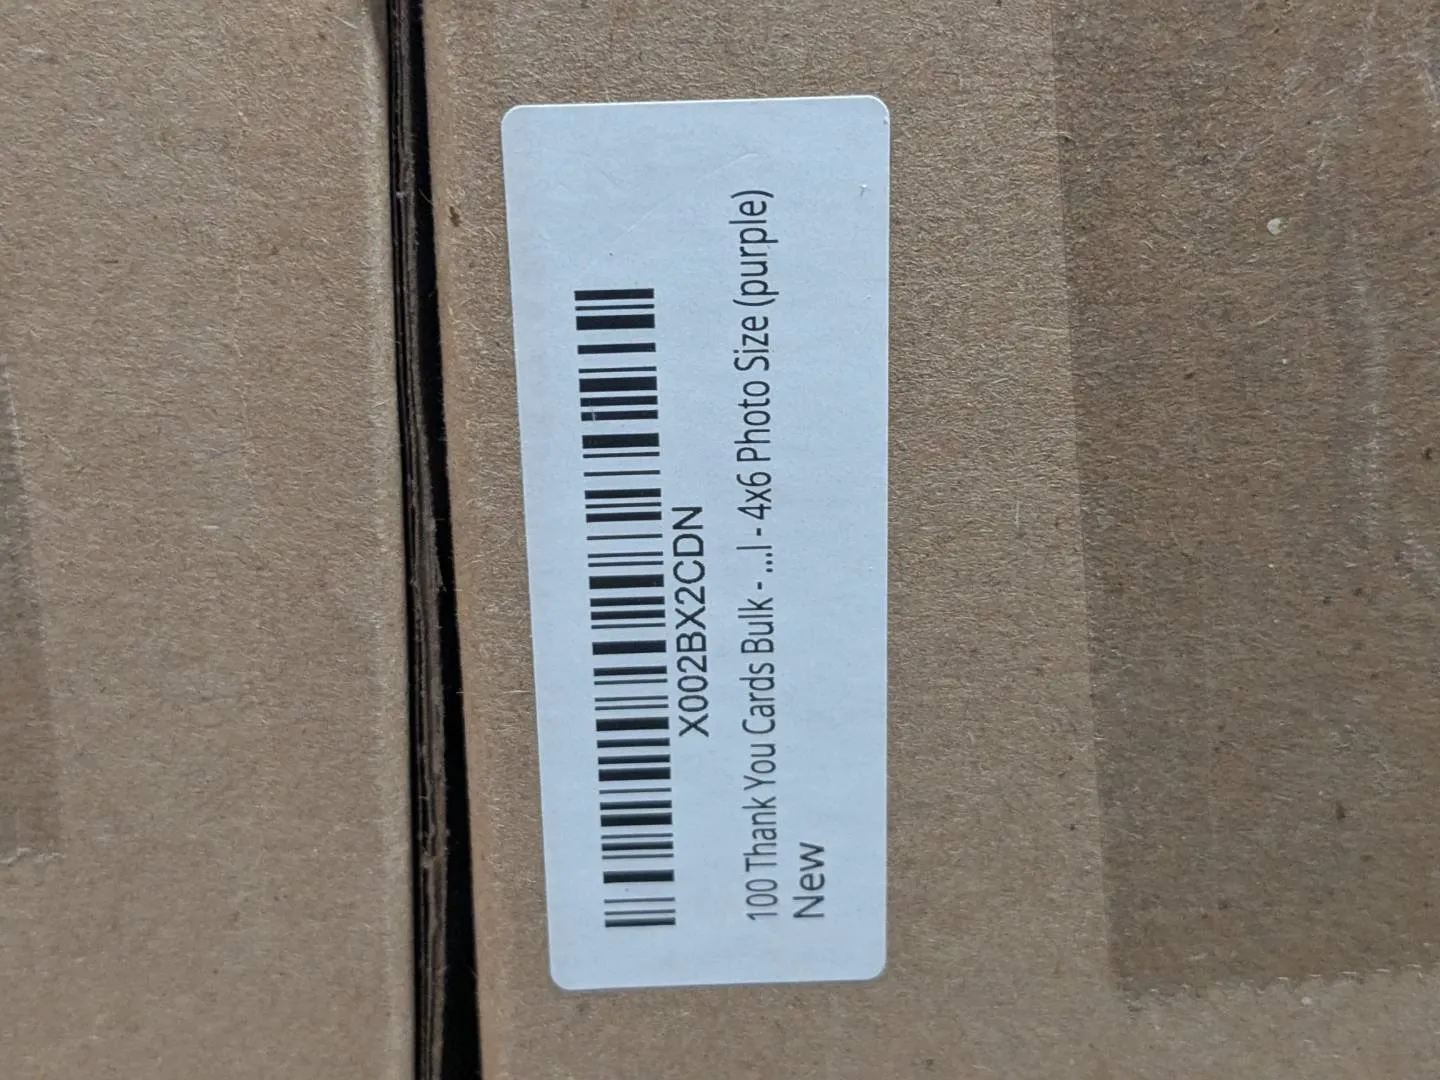 X002BX2CDN
100 Thank You Cards Bulk - ...l - 4x6 Photo Size (purple)
New